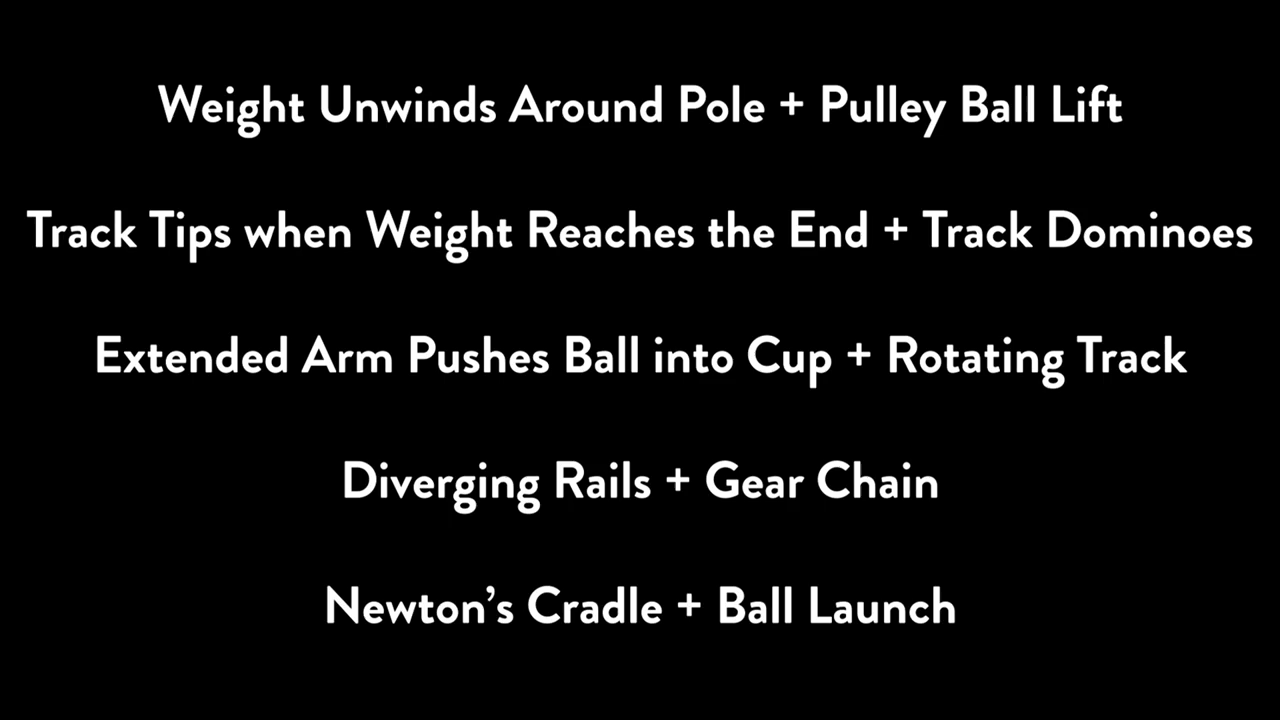 Weight Unwinds Around Pole + Pulley Ball Lift
Track Tips when Weight Reaches the End + Track Dominoes
Extended Arm Pushes Ball into Cup + Rotating Track
Diverging Rails + Gear Chain
Newton’s Cradle + Ball Launch